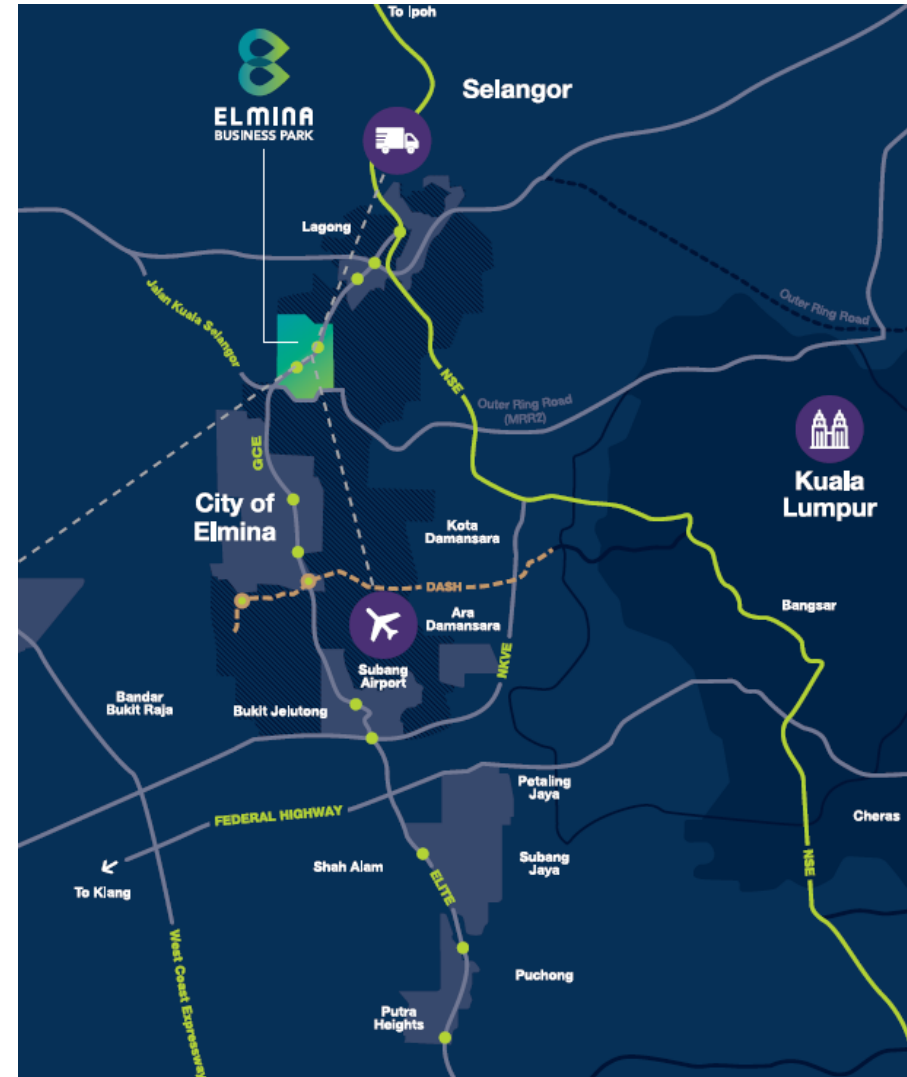 To Ipoh
ELMINA
BUSINESS PARK
Selangor
Lagong
Jalan Kuala Selangor
Outer Ring Road
NSE
Outer Ring Road
(MRR2)
GCE
Kuala
Lumpur
City of
Elmina
Kota
Damansara
DASH
Ara
Damansara
Bangsar
NKVE
Subang
Airport
Bandar
Bukit Raja
Bukit Jelutong
Petaling
Jaya
FEDERAL HIGHWAY
Cheras
Shah Alam
Subang
Jaya
NSE
To Klang
ELITE
West Coast Expressway
Puchong
Putra
Heights